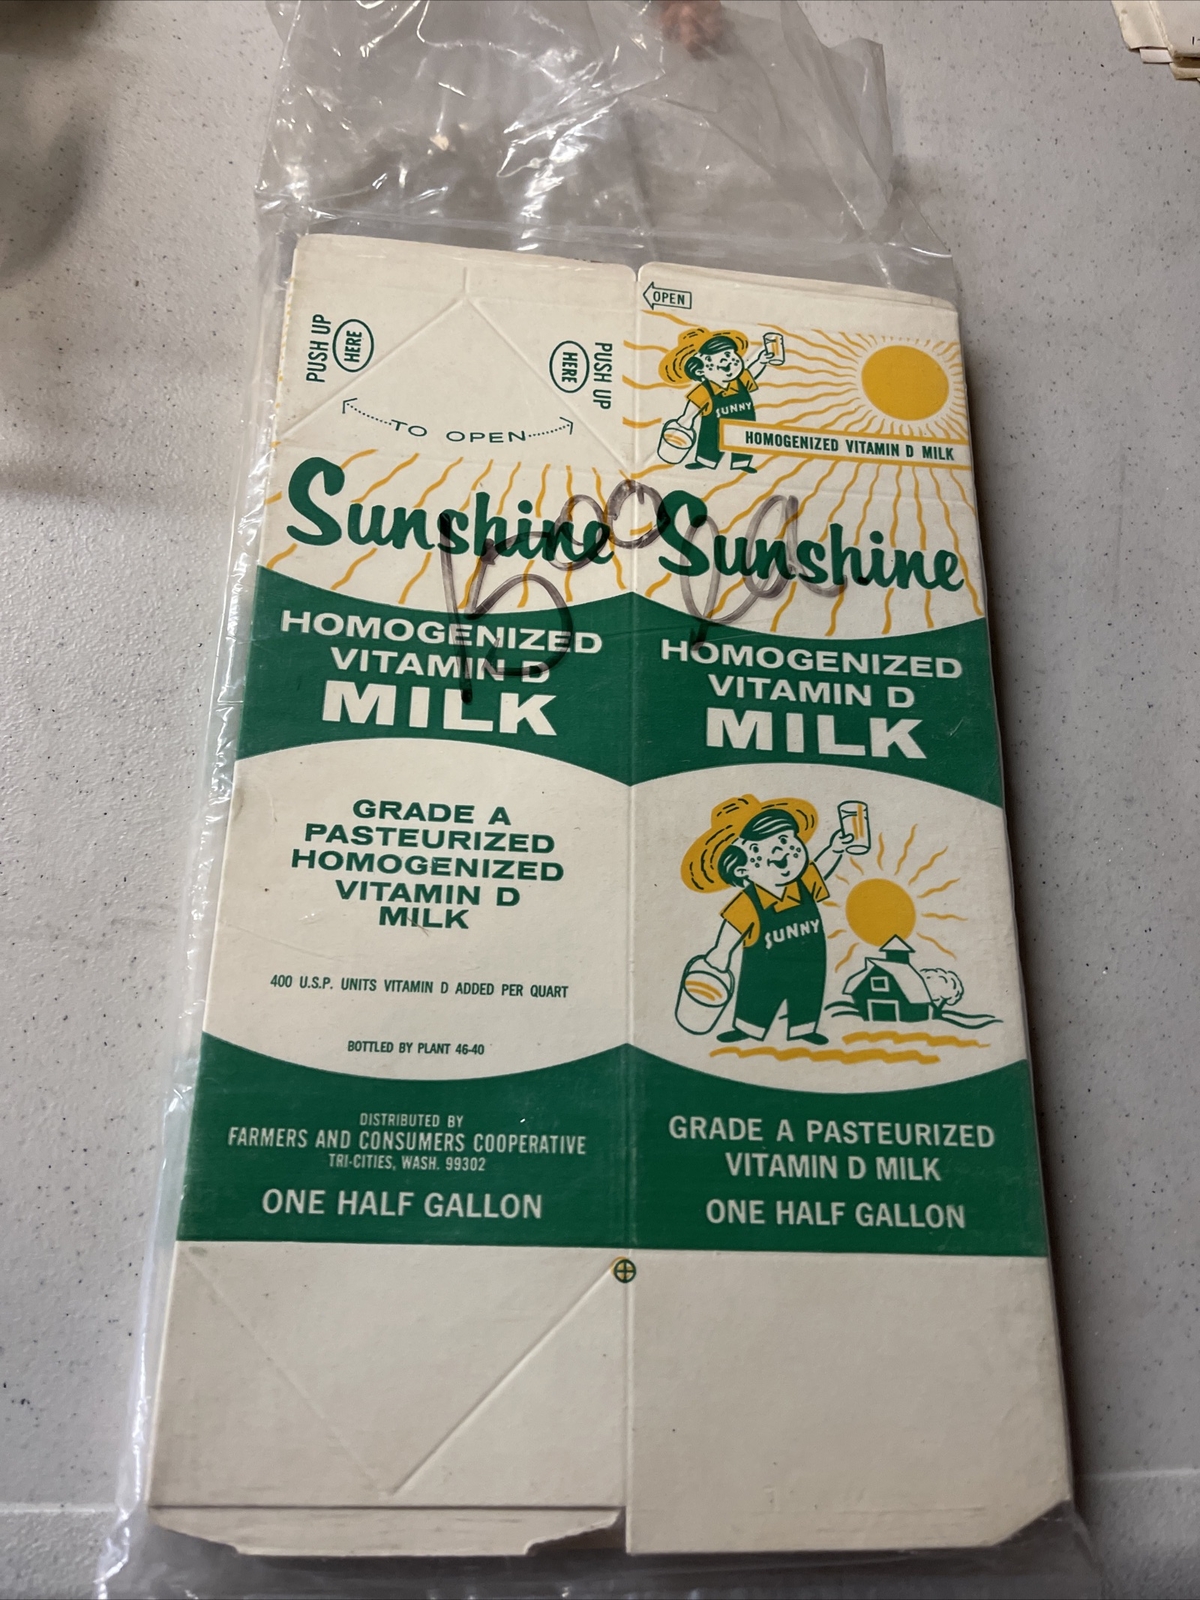 OPEN
PUSH UP
HERE
PUSH UP
HERE
TO OPEN
SUNNY
HOMOGENIZED VITAMIN D MILK
Sunshine
HOMOGENIZED
VITAMIN D
MILK
GRADE A
PASTEURIZED
HOMOGENIZED
VITAMIN D
MILK
400 U.S.P. UNITS VITAMIN D ADDED PER QUART
BOTTLED BY PLANT 46-40
DISTRIBUTED BY
FARMERS AND CONSUMERS COOPERATIVE
TRI-CITIES, WASH. 99302
ONE HALF GALLON
Sunshine
HOMOGENIZED
VITAMIN D
MILK
SUNNY
GRADE A PASTEURIZED
VITAMIN D MILK
ONE HALF GALLON
15⁰⁰ ea